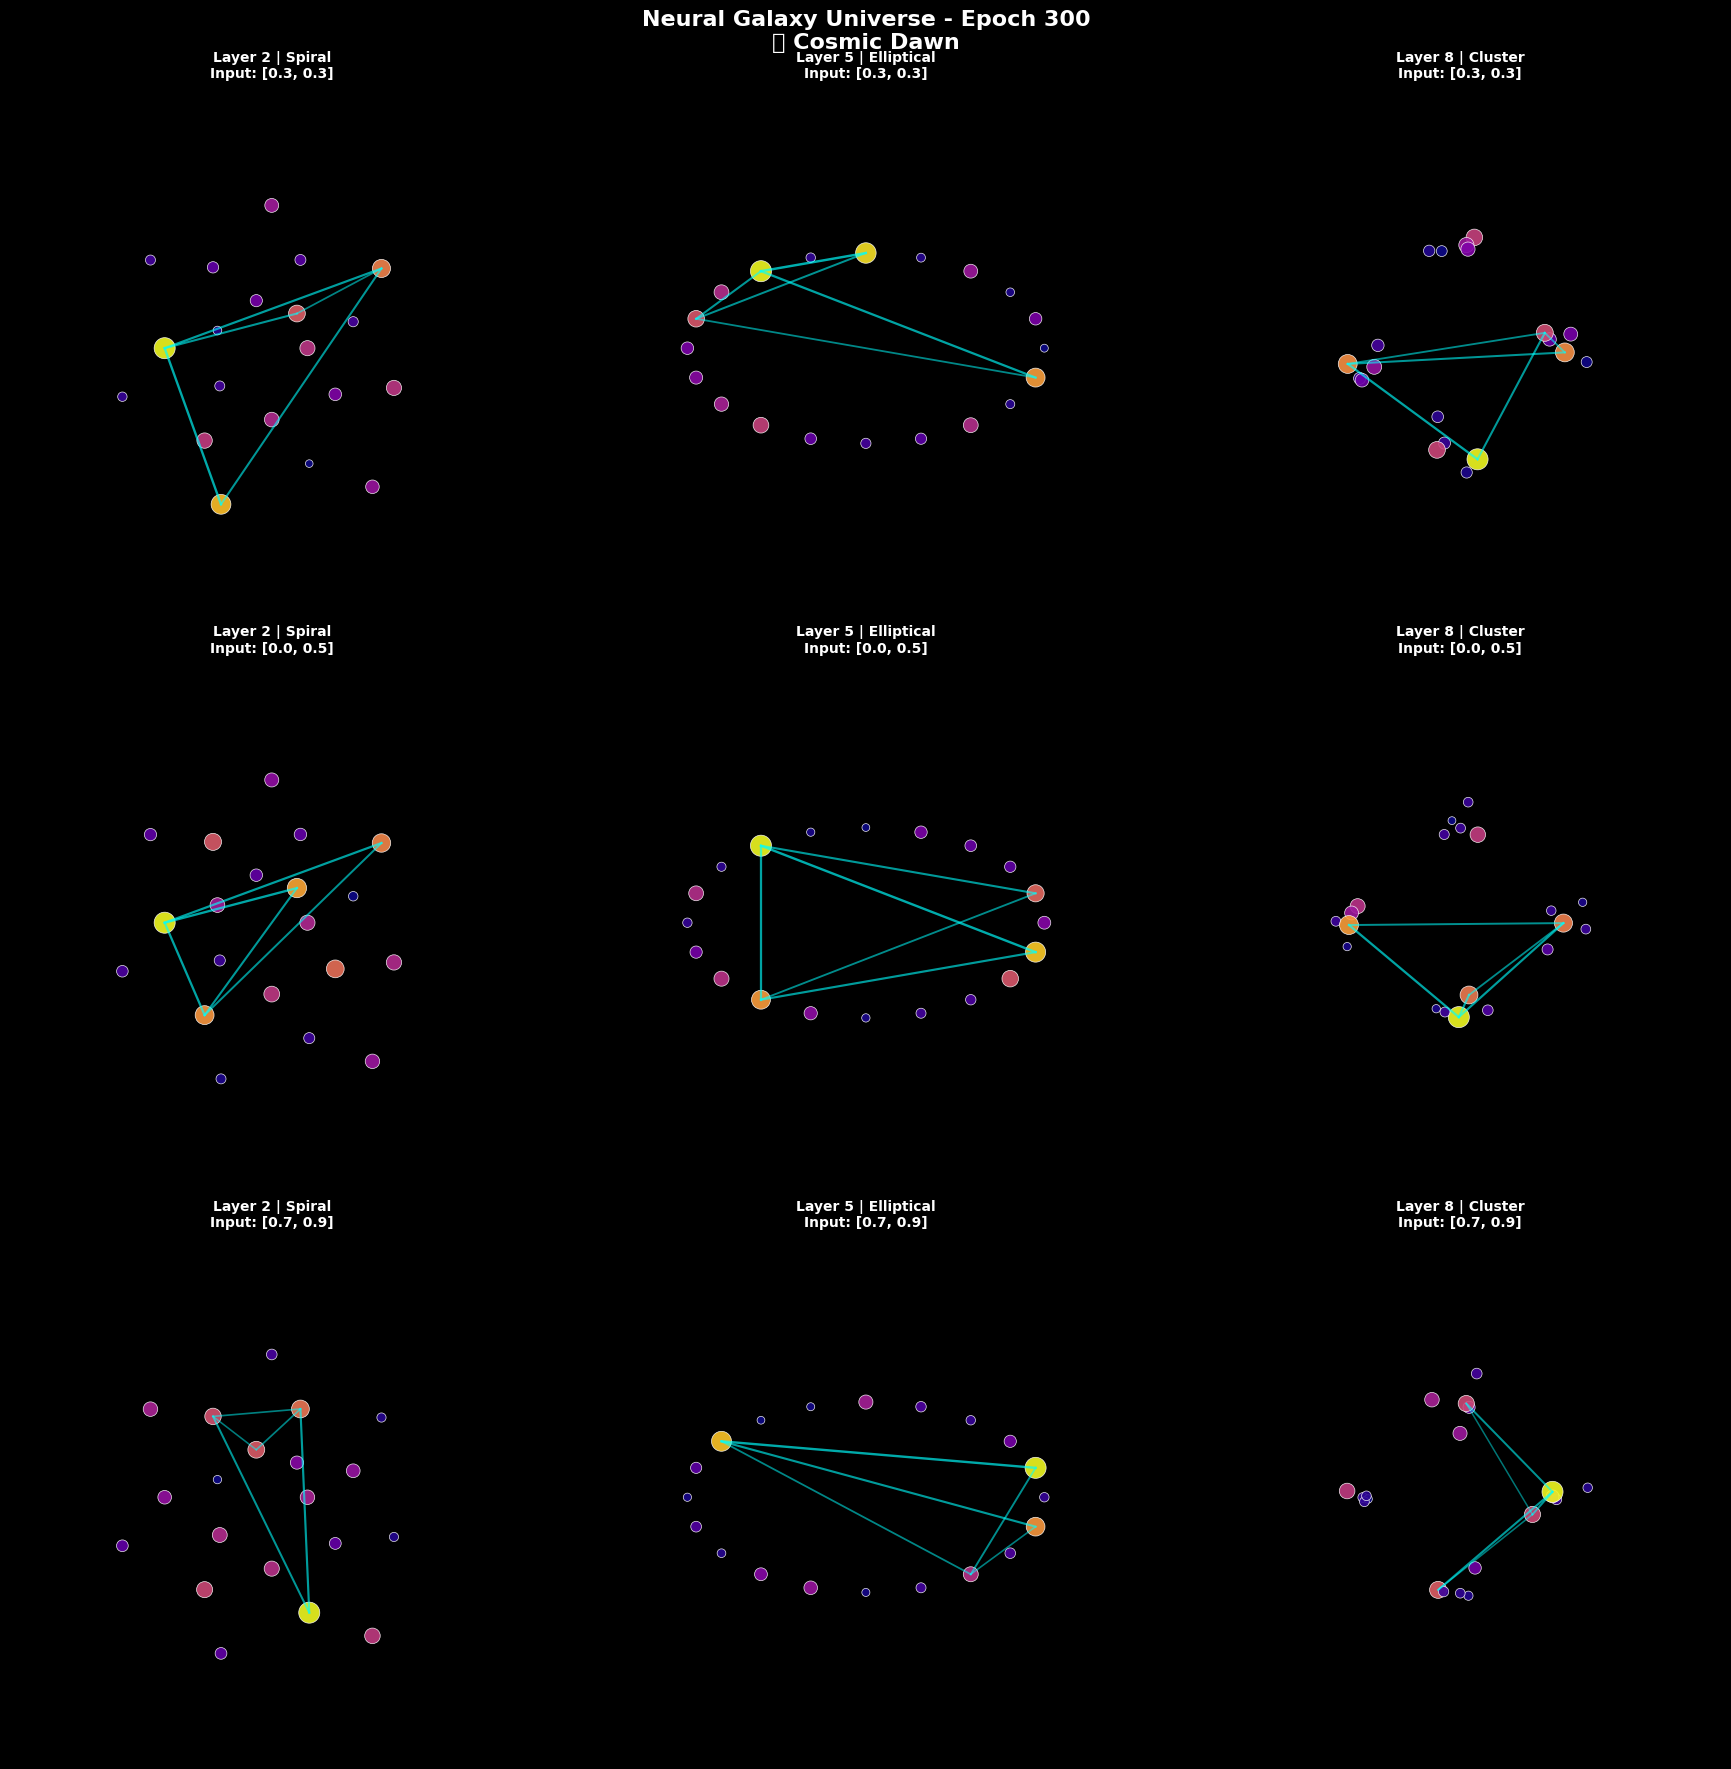 Neural Galaxy Universe - Epoch 300
Cosmic Dawn
Layer 2 | Spiral
Input: [0.3, 0.3]
Layer 5 | Elliptical
Input: [0.3, 0.3]
Layer 8 | Cluster
Input: [0.3, 0.3]
Layer 2 | Spiral
Input: [0.0, 0.5]
Layer 5 | Elliptical
Input: [0.0, 0.5]
Layer 8 | Cluster
Input: [0.0, 0.5]
Layer 2 | Spiral
Input: [0.7, 0.9]
Layer 5 | Elliptical
Input: [0.7, 0.9]
Layer 8 | Cluster
Input: [0.7, 0.9]